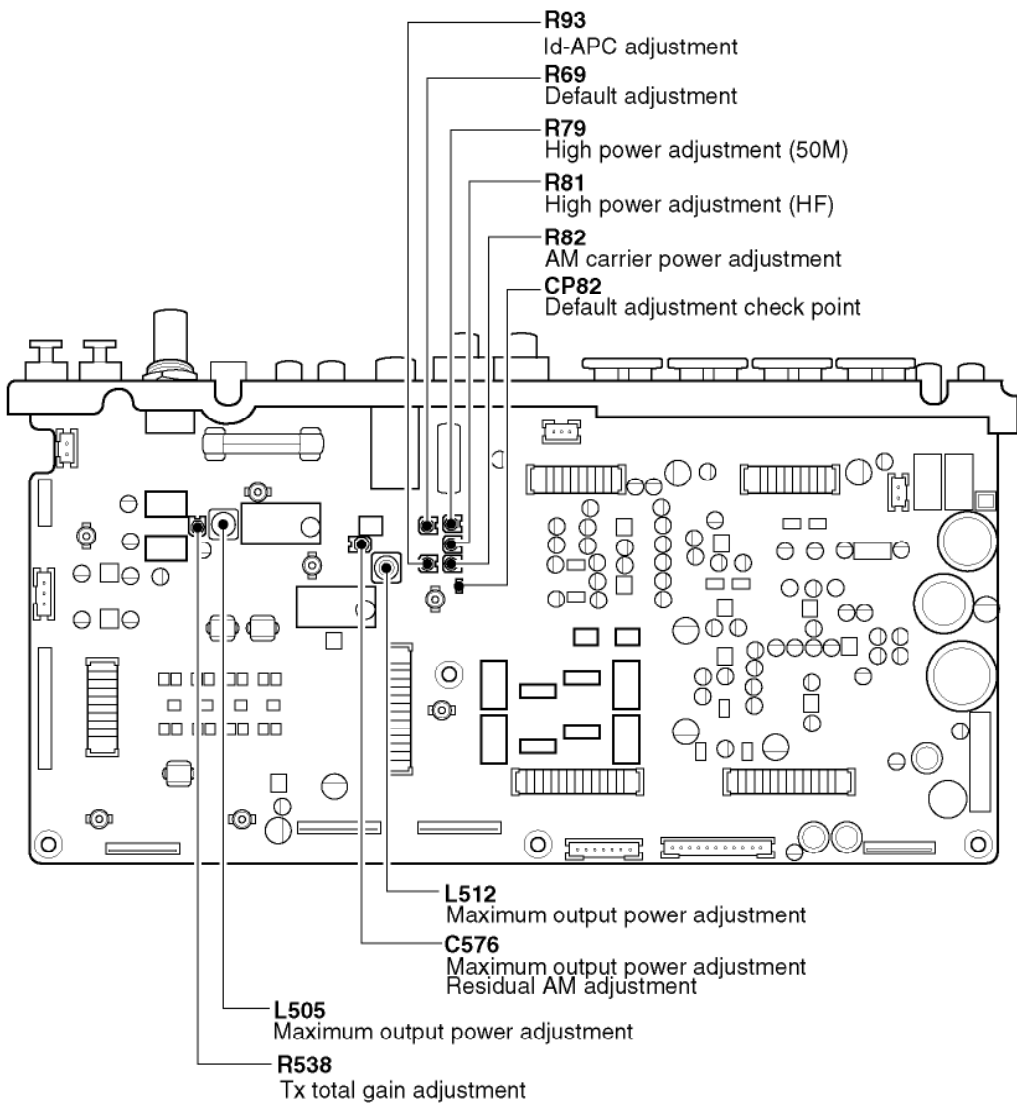 R93
Id-APC adjustment
R69
Default adjustment
R79
High power adjustment (50M)
R81
High power adjustment (HF)
R82
AM carrier power adjustment
CP82
Default adjustment check point
L512
Maximum output power adjustment
C576
Maximum output power adjustment
Residual AM adjustment
L505
Maximum output power adjustment
R538
Tx total gain adjustment